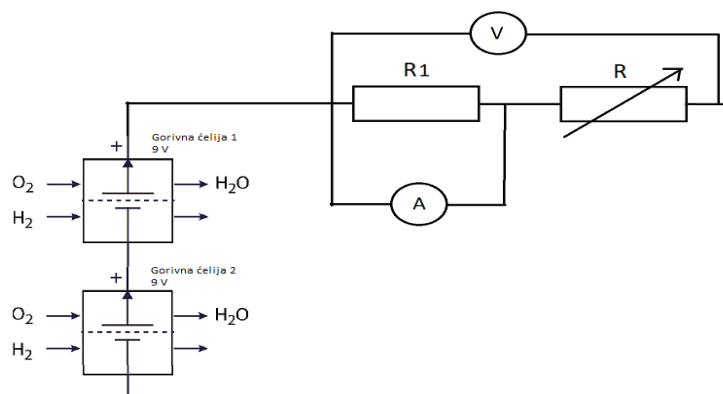 V
R1
R
A
Gorivna ćelija 1
9 V
+
O2
H2O
H2
Gorivna ćelija 2
9 V
+
O2
H2O
H2